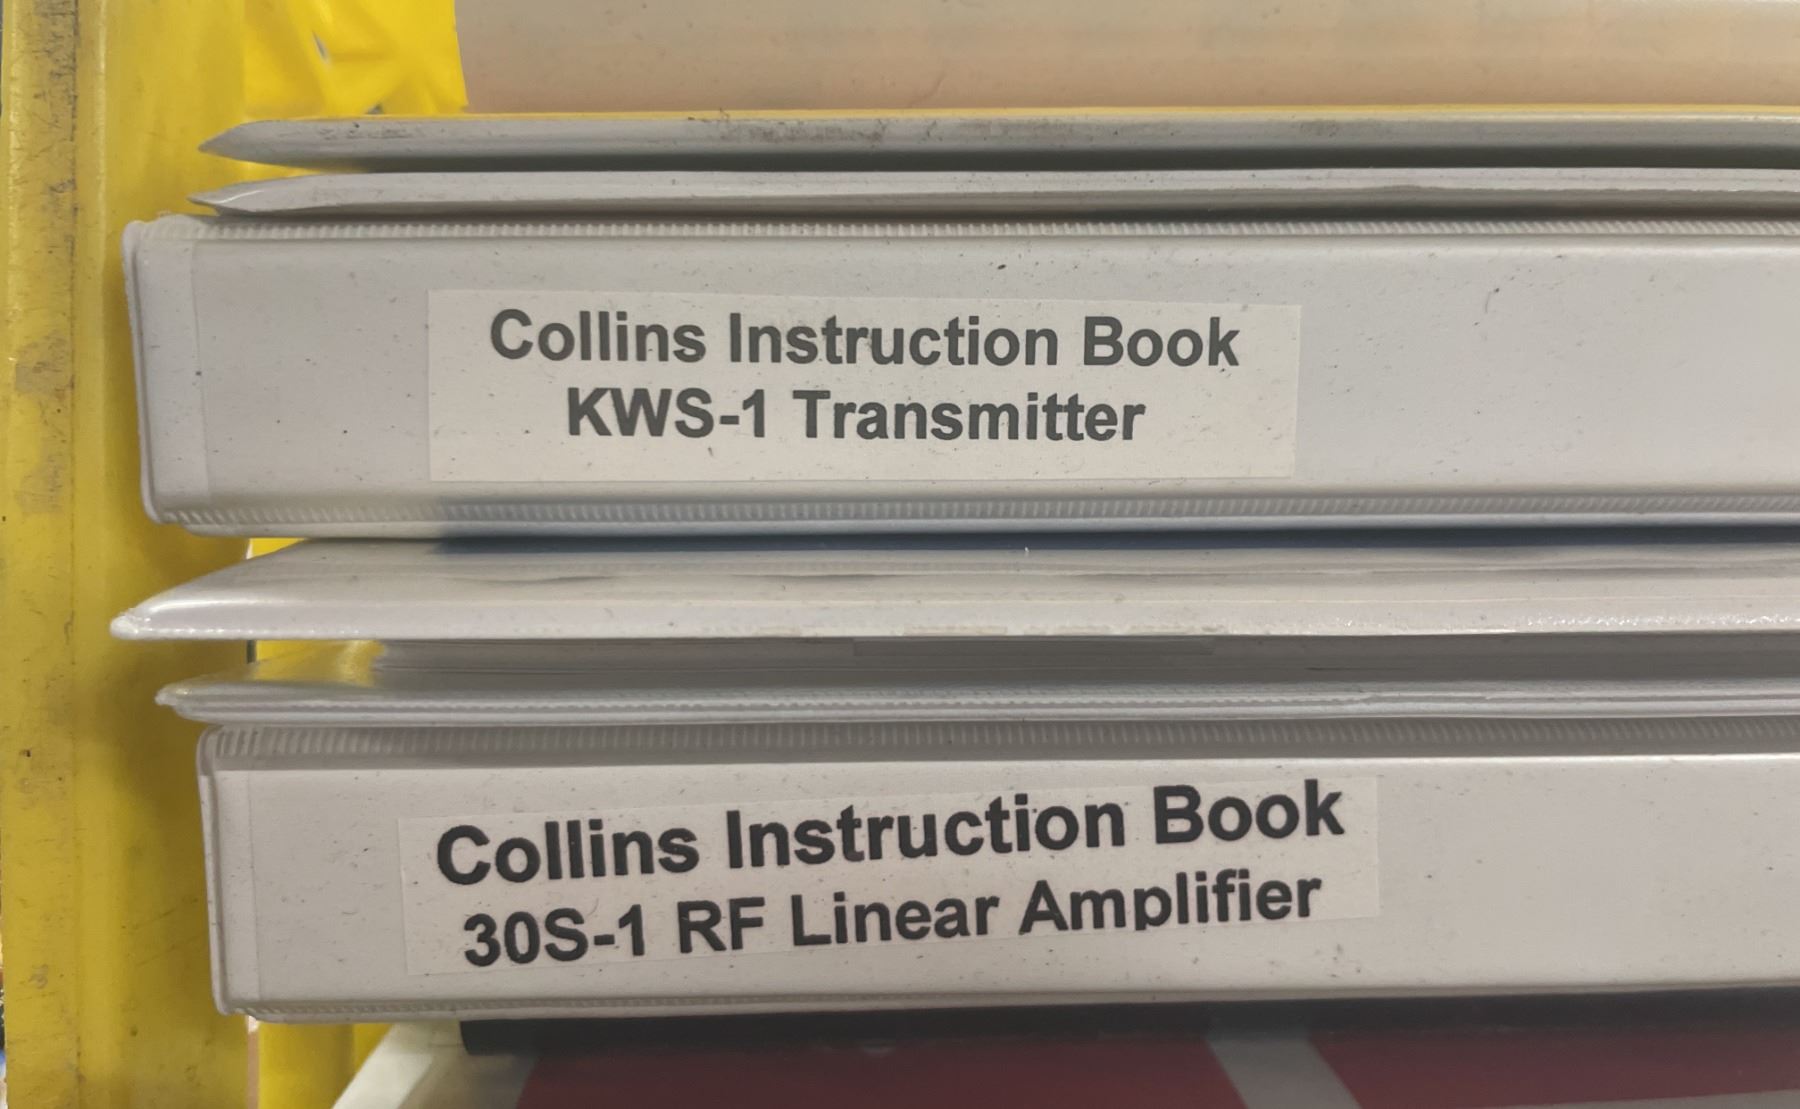 Collins Instruction Book
KWS-1 Transmitter
Collins Instruction Book
30S-1 RF Linear Amplifier